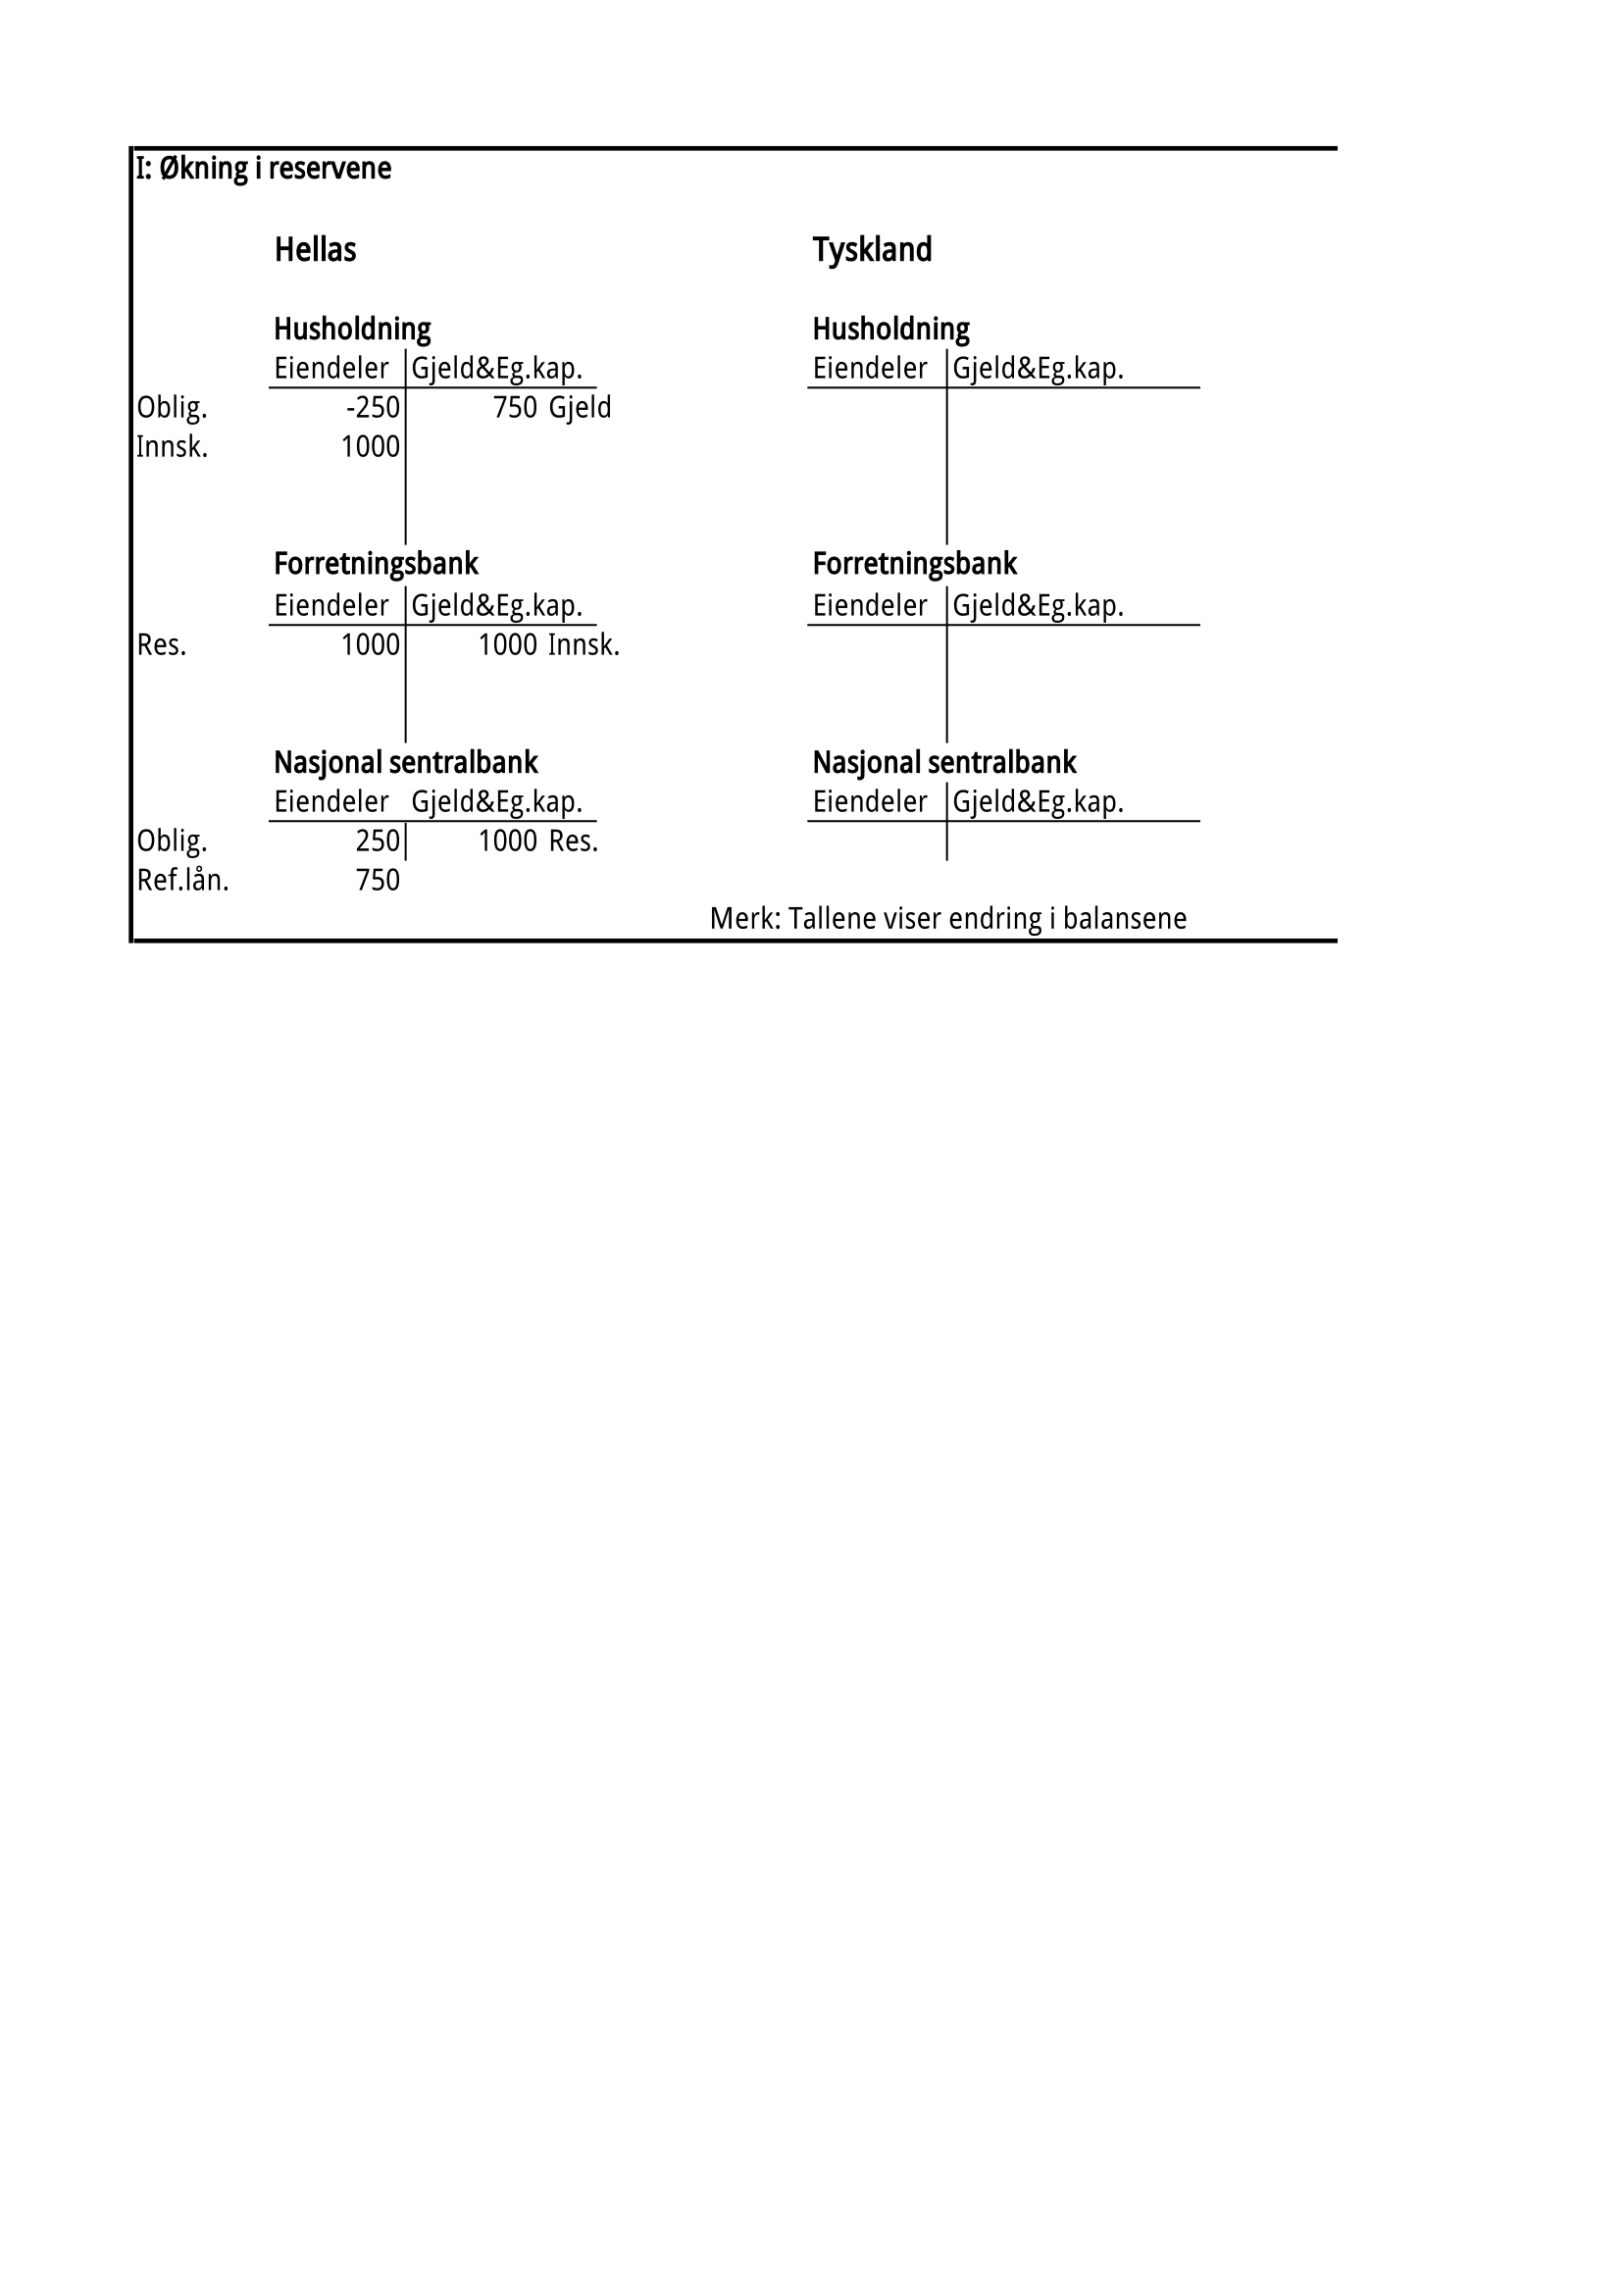 I: Økning i reservene
Hellas Tyskland
Husholdning Husholdning
Eiendeler Gjeld&Eg.kap. Eiendeler Gjeld&Eg.kap.
Oblig. -250 750 Gjeld
Innsk. 1000
Forretningsbank Forretningsbank
Eiendeler Gjeld&Eg.kap. Eiendeler Gjeld&Eg.kap.
Res. 1000 1000 Innsk.
Nasjonal sentralbank Nasjonal sentralbank
Eiendeler Gjeld&Eg.kap. Eiendeler Gjeld&Eg.kap.
Oblig. 250 1000 Res.
Ref.lån. 750
Merk: Tallene viser endring i balansene